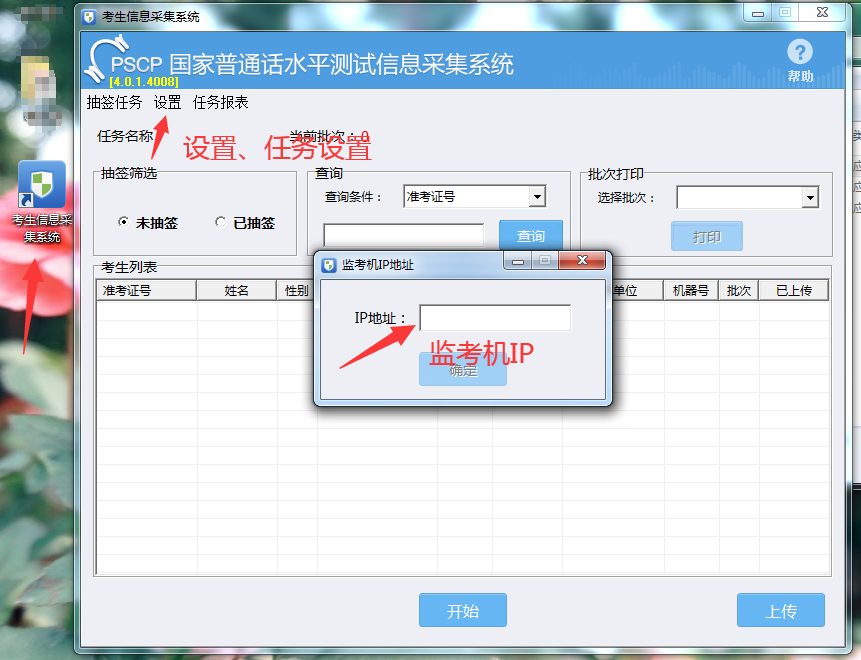 考生信息采集系统
PSCP 国家普通话水平测试信息采集系统
[4.0.1.4008]
帮助
抽签任务 设置 任务报表
任务名称
当前批次：0
设置、任务设置
抽签筛选
未抽签 已抽签
查询
查询条件： 准考证号
查询
批次打印
选择批次：
打印
考生信息采
集系统
考生列表
准考证号 姓名 性别 单位 机器号 批次 已上传
监考机IP地址
IP地址：
监考机IP
确定
开始
上传